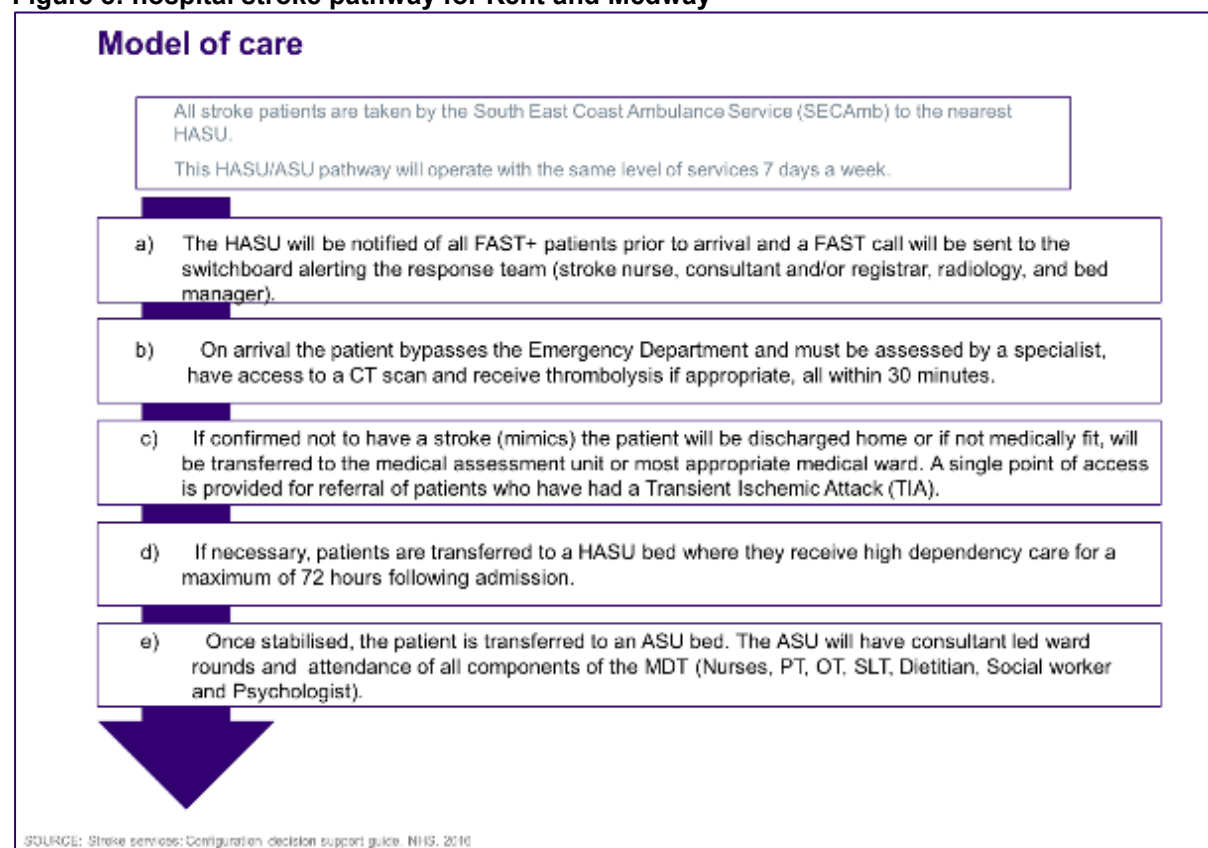 Figure 3: hospital stroke pathway for Kent and Medway
Model of care
All stroke patients are taken by the South East Coast Ambulance Service (SECAmb) to the nearest
HASU.
This HASU/ASU pathway will operate with the same level of services 7 days a week.
a) The HASU will be notified of all FAST+ patients prior to arrival and a FAST call will be sent to the
switchboard alerting the response team (stroke nurse, consultant and/or registrar, radiology, and bed
manager).
b) On arrival the patient bypasses the Emergency Department and must be assessed by a specialist,
have access to a CT scan and receive thrombolysis if appropriate, all within 30 minutes.
c) If confirmed not to have a stroke (mimics) the patient will be discharged home or if not medically fit, will
be transferred to the medical assessment unit or most appropriate medical ward. A single point of access
is provided for referral of patients who have had a Transient Ischemic Attack (TIA).
d) If necessary, patients are transferred to a HASU bed where they receive high dependency care for a
maximum of 72 hours following admission.
e) Once stabilised, the patient is transferred to an ASU bed. The ASU will have consultant led ward
rounds and attendance of all components of the MDT (Nurses, PT, OT, SLT, Dietitian, Social worker
and Psychologist).
SOURCE: Stroke services: Configuration decision support guide. NHS. 2016